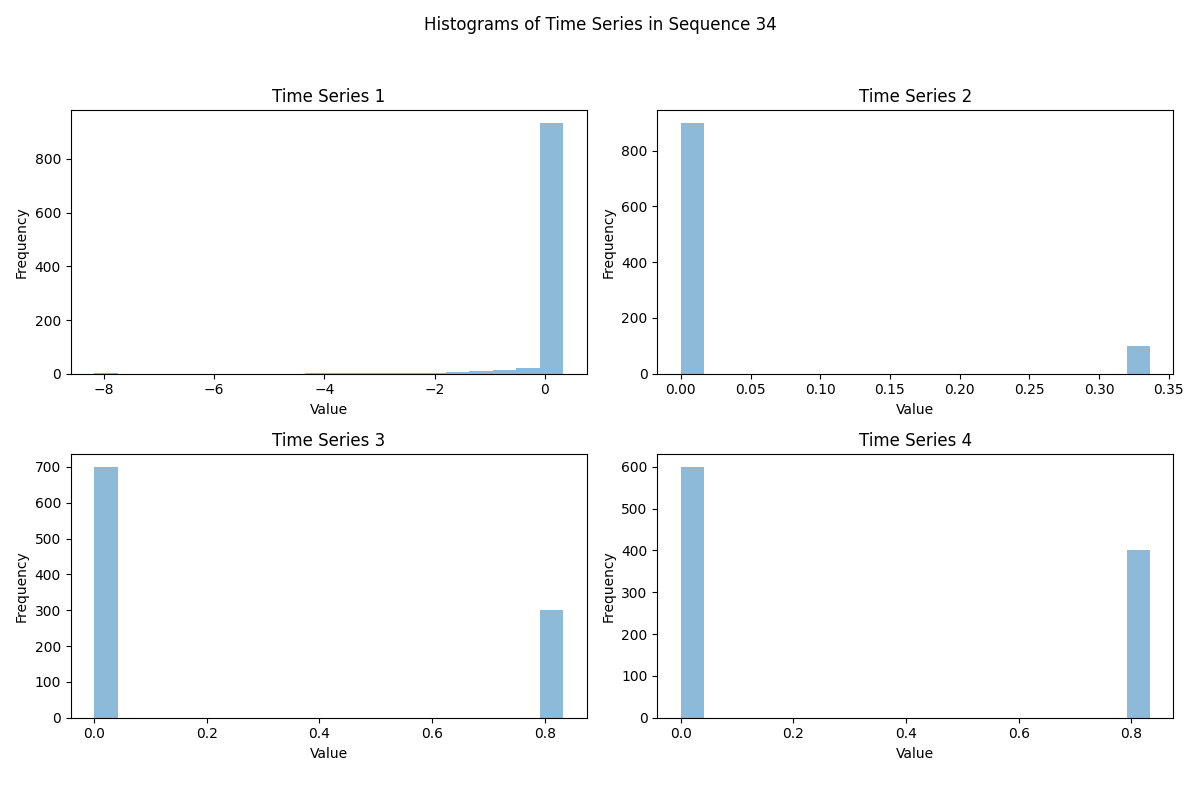 Histograms of Time Series in Sequence 34
Time Series 1
Frequency
800
600
400
200
0
−8 −6 −4 −2 0
Value
Time Series 2
Frequency
800
600
400
200
0
0.00 0.05 0.10 0.15 0.20 0.25 0.30 0.35
Value
Time Series 3
Frequency
700
600
500
400
300
200
100
0
0.0 0.2 0.4 0.6 0.8
Value
Time Series 4
Frequency
600
500
400
300
200
100
0
0.0 0.2 0.4 0.6 0.8
Value